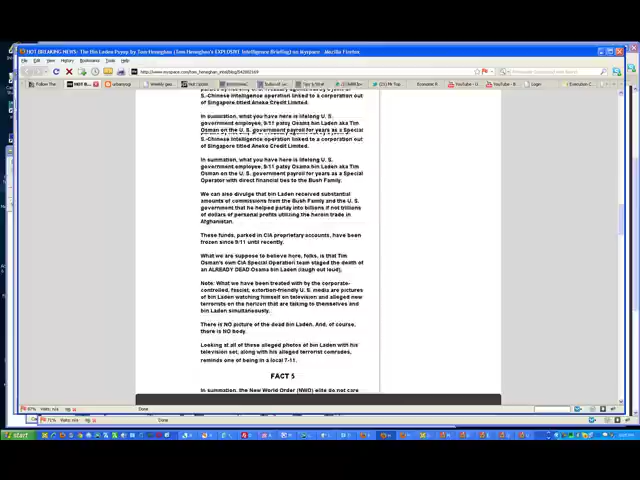 HOT BREAKING NEWS: The Bin Laden Payup by Tom Heneghan (Tom Heneghan's EXPLOSIVE Intelligence Briefing) on Myspace - Mozilla Firefox
File Edit View History Bookmarks Tools Help
S.-Chinese intelligence operation linked to a corporation out
of Singapore titled Aneko Credit Limited.
In summation, what you have here is lifelong U. S.
government employee, 9/11 patsy Osama bin Laden aka Tim
Osman on the U. S. government payroll for years as a Special
S.-Chinese intelligence operation linked to a corporation out
of Singapore titled Aneko Credit Limited.
In summation, what you have here is lifelong U. S.
government employee, 9/11 patsy Osama bin Laden aka Tim
Osman on the U. S. government payroll for years as a Special
Operator with direct financial ties to the Bush Family.
We can also divulge that bin Laden received substantial
amounts of commissions from the Bush Family and the U. S.
government that he helped parlay into billions if not trillions
of dollars of personal profits utilizing the heroin trade in
Afghanistan.
These funds, parked in CIA proprietary accounts, have been
frozen since 9/11 until recently.
What we are suppose to believe here, folks, is that Tim
Osman's own CIA Special Operation team staged the death of
an ALREADY DEAD Osama bin Laden (laugh out loud).
Note: What we have been treated with by the corporate-
controlled, fascist, extortion-friendly U. S. media are pictures
of bin Laden watching himself on television and alleged new
terrorists on the horizon that are talking to themselves and
bin Laden simultaneously.
There is NO picture of the dead bin Laden. And, of course,
there is NO body.
Looking at all of these alleged photos of bin Laden with his
television set, along with his alleged terrorist comrades,
reminds one of being in a local 7-11.
FACT 5
In summation, the New World Order (NWO) elite do not care
Done
Done
start